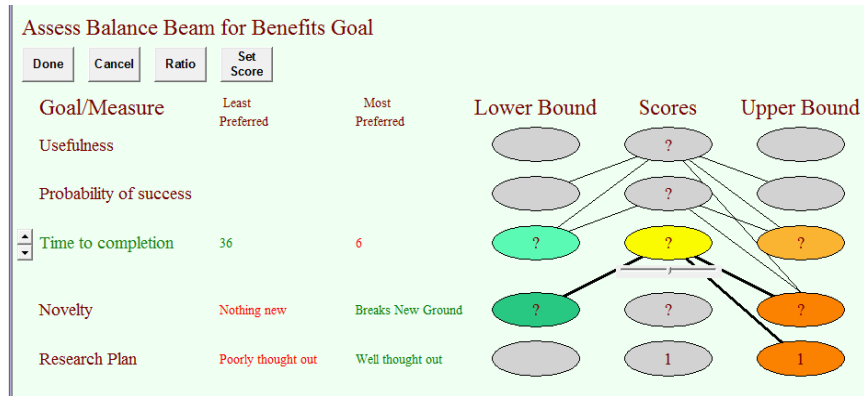 Assess Balance Beam for Benefits Goal
Done Cancel Ratio Set Score
Goal/Measure Least Preferred Most Preferred Lower Bound Scores Upper Bound
Usefulness ?
Probability of success ?
Time to completion 36 6 ? ? ?
Novelty Nothing new Breaks New Ground ? ? ?
Research Plan Poorly thought out Well thought out 1 1